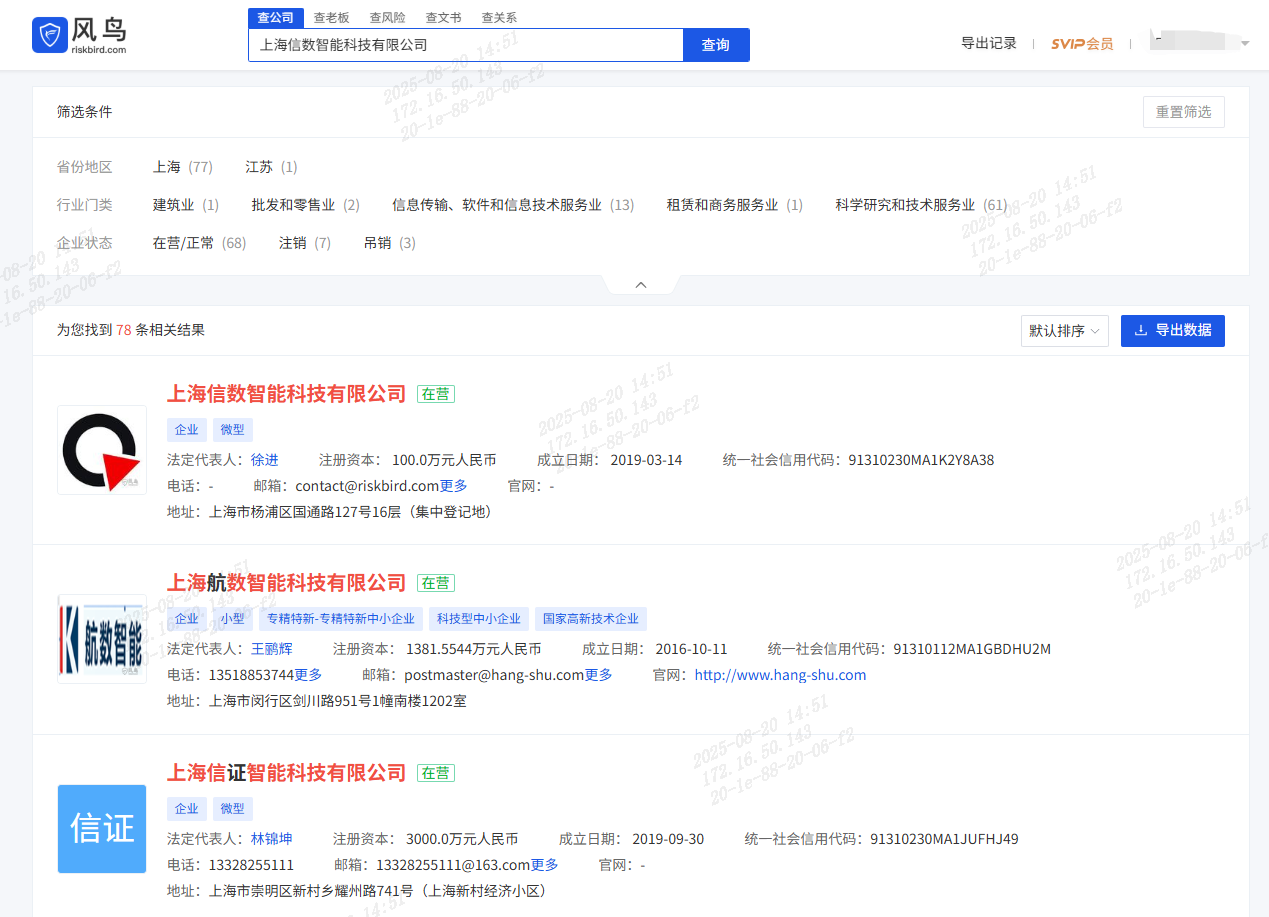 风鸟
riskbird.com
查公司 查老板 查风险 查文书 查关系
上海信数智能科技有限公司 查询
导出记录 SVIP会员
筛选条件 重置筛选
省份地区 上海 (77) 江苏 (1)
行业门类 建筑业 (1) 批发和零售业 (2) 信息传输、软件和信息技术服务业 (13) 租赁和商务服务业 (1) 科学研究和技术服务业 (61)
企业状态 在营/正常 (68) 注销 (7) 吊销 (3)
为您找到 78 条相关结果 默认排序 导出数据
上海信数智能科技有限公司 在营
企业 微型
法定代表人：徐进 注册资本： 100.0万元人民币 成立日期： 2019-03-14 统一社会信用代码：91310230MA1K2Y8A38
电话：- 邮箱：contact@riskbird.com更多 官网：-
地址：上海市杨浦区国通路127号16层（集中登记地）
上海航数智能科技有限公司 在营
航数智能
企业 小型 专精特新-专精特新中小企业 科技型中小企业 国家高新技术企业
法定代表人：王鹏辉 注册资本： 1381.5544万元人民币 成立日期： 2016-10-11 统一社会信用代码：91310112MA1GBDHU2M
电话：13518853744更多 邮箱：postmaster@hang-shu.com更多 官网：http://www.hang-shu.com
地址：上海市闵行区剑川路951号1幢南楼1202室
上海信证智能科技有限公司 在营
信证
企业 微型
法定代表人：林锦坤 注册资本： 3000.0万元人民币 成立日期： 2019-09-30 统一社会信用代码：91310230MA1JUFHJ49
电话：13328255111 邮箱：13328255111@163.com更多 官网：-
地址：上海市崇明区新村乡耀州路741号（上海新村经济小区）
2025-08-20 14:51
172.16.50.143
20-1e-88-20-06-f2